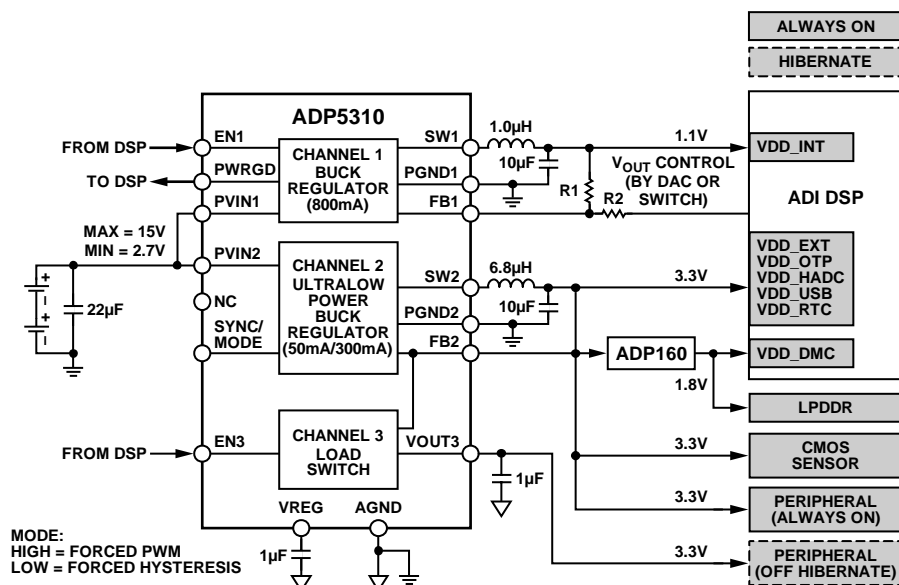 ALWAYS ON
HIBERNATE
ADP5310
FROM DSP
EN1
TO DSP
PWRGD
PVIN1
CHANNEL 1
BUCK
REGULATOR
(800mA)
SW1
PGND1
FB1
1.0µH
10µF
R1
R2
1.1V
VOUT CONTROL
(BY DAC OR
SWITCH)
VDD_INT
ADI DSP
MAX = 15V
MIN = 2.7V
22µF
+
–
+
–
PVIN2
NC
SYNC/
MODE
CHANNEL 2
ULTRALOW
POWER
BUCK
REGULATOR
(50mA/300mA)
SW2
PGND2
FB2
6.8µH
10µF
3.3V
VDD_EXT
VDD_OTP
VDD_HADC
VDD_USB
VDD_RTC
ADP160
VDD_DMC
1.8V
LPDDR
FROM DSP
EN3
CHANNEL 3
LOAD
SWITCH
VOUT3
1µF
3.3V
CMOS
SENSOR
3.3V
PERIPHERAL
(ALWAYS ON)
3.3V
PERIPHERAL
(OFF HIBERNATE)
VREG
AGND
1µF
MODE:
HIGH = FORCED PWM
LOW = FORCED HYSTERESIS